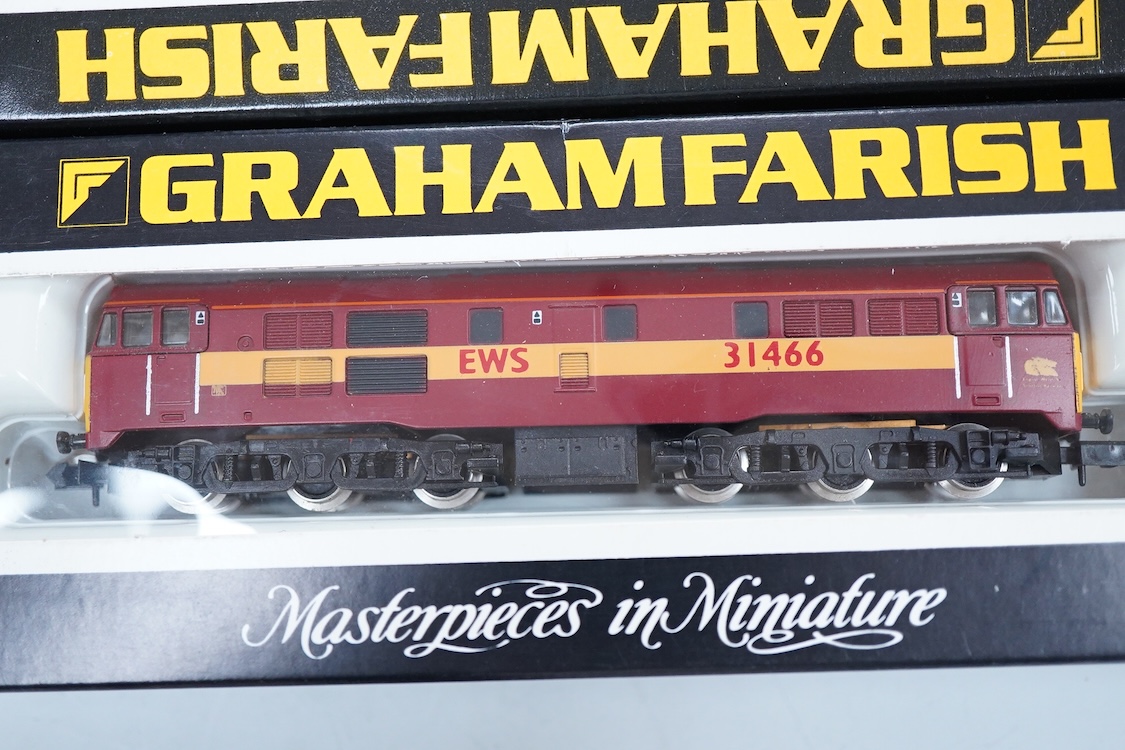 GRAHAM FARISH
GRAHAM FARISH
EWS 31466
Masterpieces in Miniature